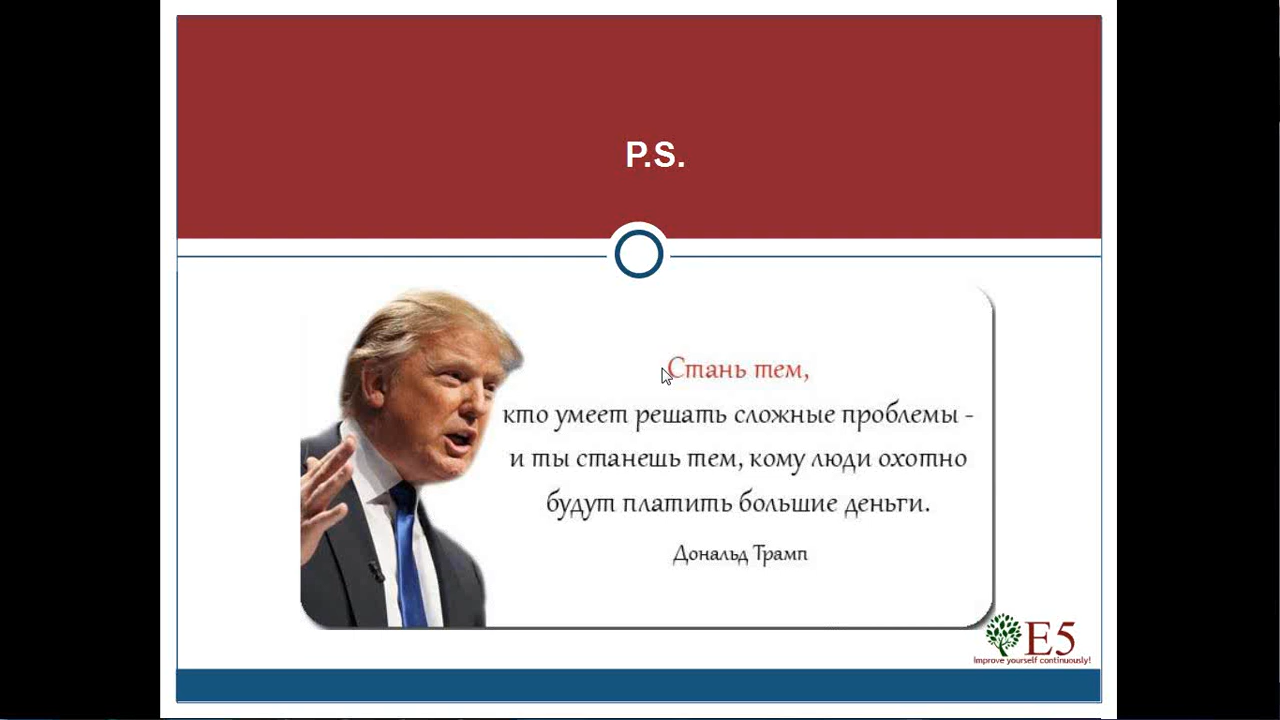 P.S.
Стань тем,
кто умеет решать сложные проблемы -
и ты станешь тем, кому люди охотно
будут платить большие деньги.
Дональд Трамп
E5
Improve yourself continuously!